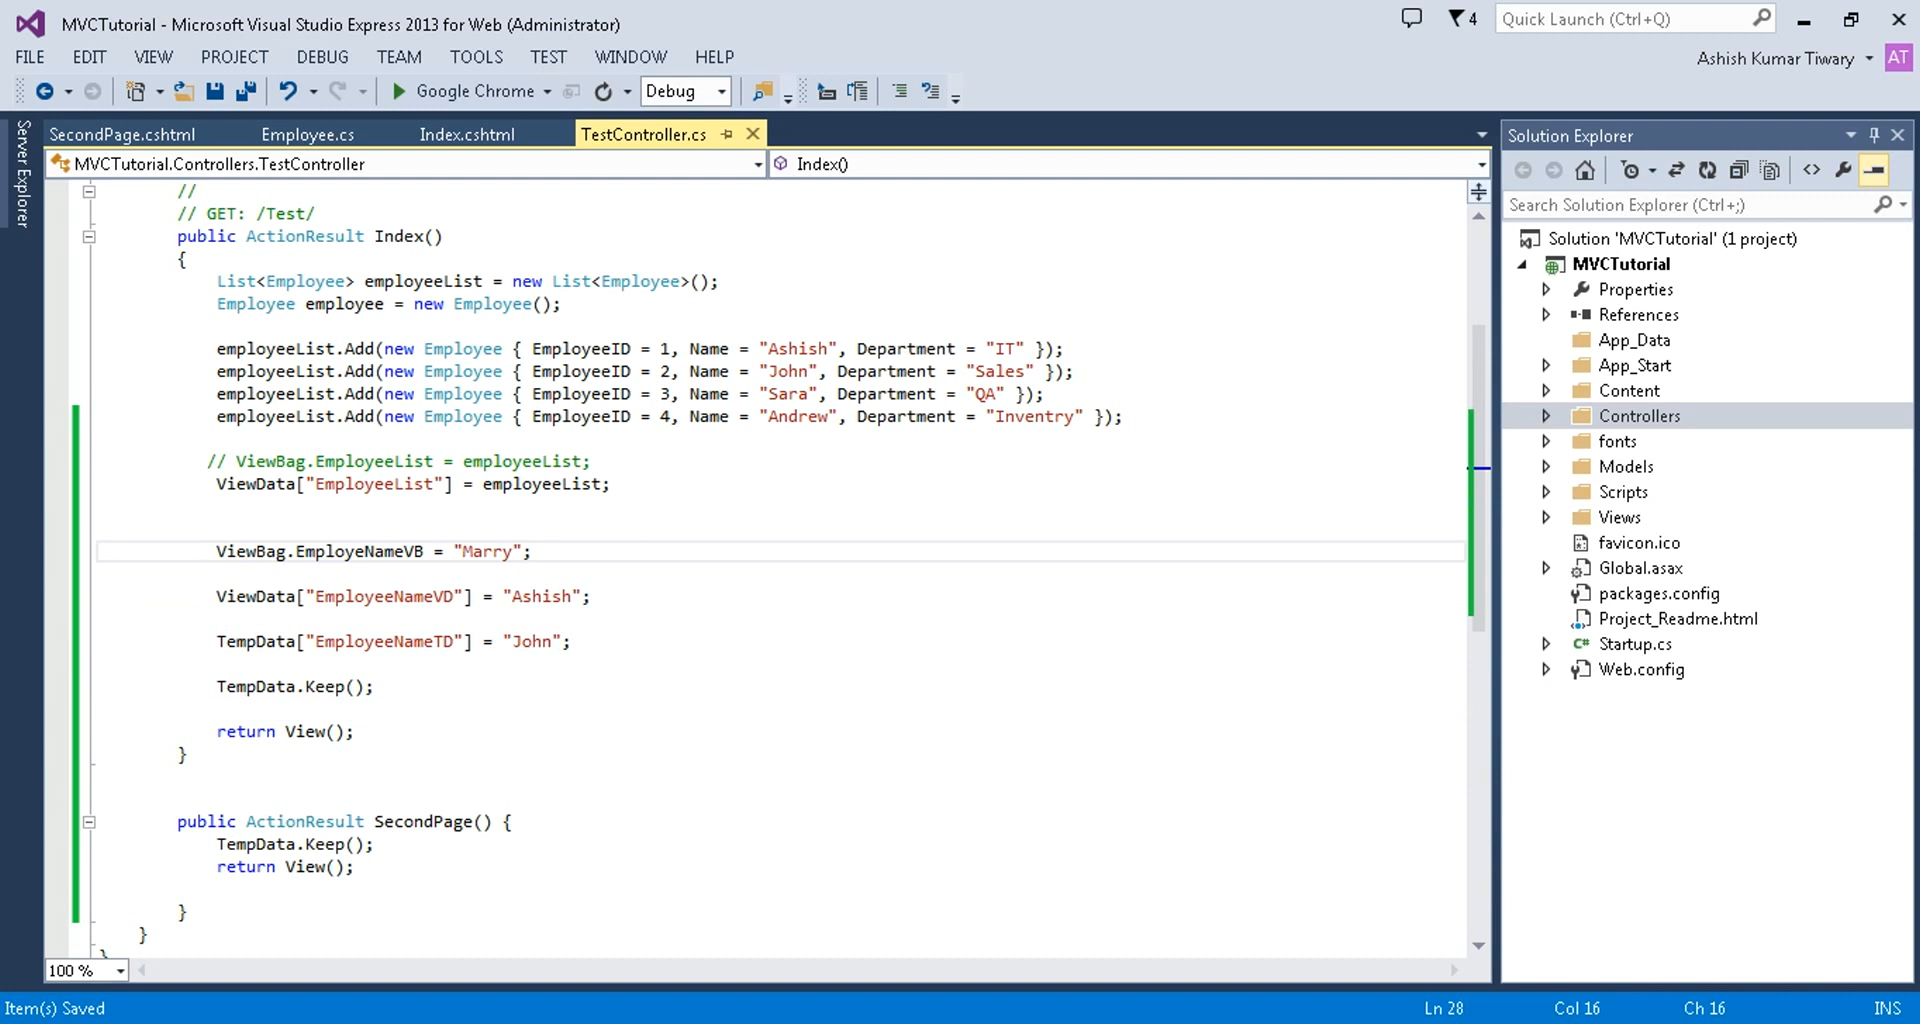 MVCTutorial - Microsoft Visual Studio Express 2013 for Web (Administrator)
4
Quick Launch (Ctrl+Q)
FILE EDIT VIEW PROJECT DEBUG TEAM TOOLS TEST WINDOW HELP
Ashish Kumar Tiwary
AT
Google Chrome
Debug
Server Explorer
SecondPage.cshtml Employee.cs Index.cshtml TestController.cs
MVCTutorial.Controllers.TestController
Index()
//
// GET: /Test/
public ActionResult Index()
{
List<Employee> employeeList = new List<Employee>();
Employee employee = new Employee();
employeeList.Add(new Employee { EmployeeID = 1, Name = "Ashish", Department = "IT" });
employeeList.Add(new Employee { EmployeeID = 2, Name = "John", Department = "Sales" });
employeeList.Add(new Employee { EmployeeID = 3, Name = "Sara", Department = "QA" });
employeeList.Add(new Employee { EmployeeID = 4, Name = "Andrew", Department = "Inventry" });
// ViewBag.EmployeeList = employeeList;
ViewData["EmployeeList"] = employeeList;
ViewBag.EmployeNameVB = "Marry";
ViewData["EmployeeNameVD"] = "Ashish";
TempData["EmployeeNameTD"] = "John";
TempData.Keep();
return View();
}
public ActionResult SecondPage() {
TempData.Keep();
return View();
}
}
}
100 %
Solution Explorer
Search Solution Explorer (Ctrl+;)
Solution 'MVCTutorial' (1 project)
MVCTutorial
Properties
References
App_Data
App_Start
Content
Controllers
fonts
Models
Scripts
Views
favicon.ico
Global.asax
packages.config
Project_Readme.html
C# Startup.cs
Web.config
Item(s) Saved
Ln 28 Col 16 Ch 16 INS